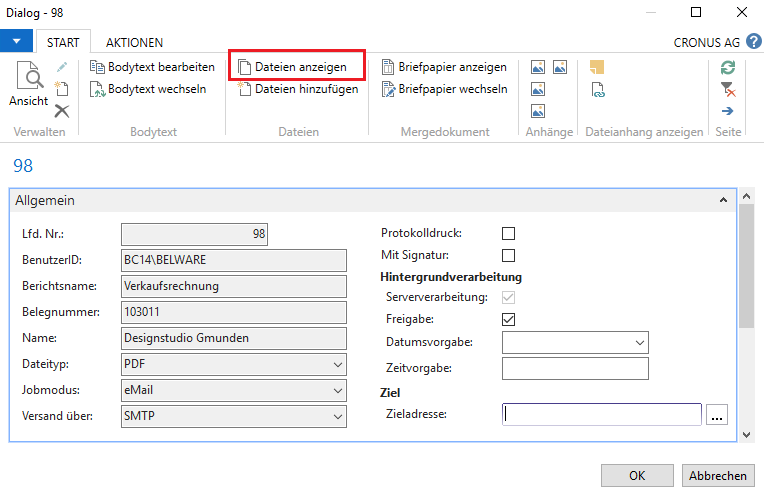 Dialog - 98
START AKTIONEN CRONUS AG ?
Ansicht
Verwalten
Bodytext bearbeiten
Bodytext wechseln
Bodytext
Dateien anzeigen
Dateien hinzufügen
Dateien
Briefpapier anzeigen
Briefpapier wechseln
Mergedokument
Anhänge
Dateianhang anzeigen
Seite
98
Allgemein
Lfd. Nr.: 98
BenutzerID: BC14\BELWARE
Berichtsname: Verkaufsrechnung
Belegnummer: 103011
Name: Designstudio Gmunden
Dateityp: PDF
Jobmodus: eMail
Versand über: SMTP
Protokolldruck:
Mit Signatur:
Hintergrundverarbeitung
Serververarbeitung:
Freigabe:
Datumsvorgabe:
Zeitvorgabe:
Ziel
Zieladresse: ...
OK Abbrechen